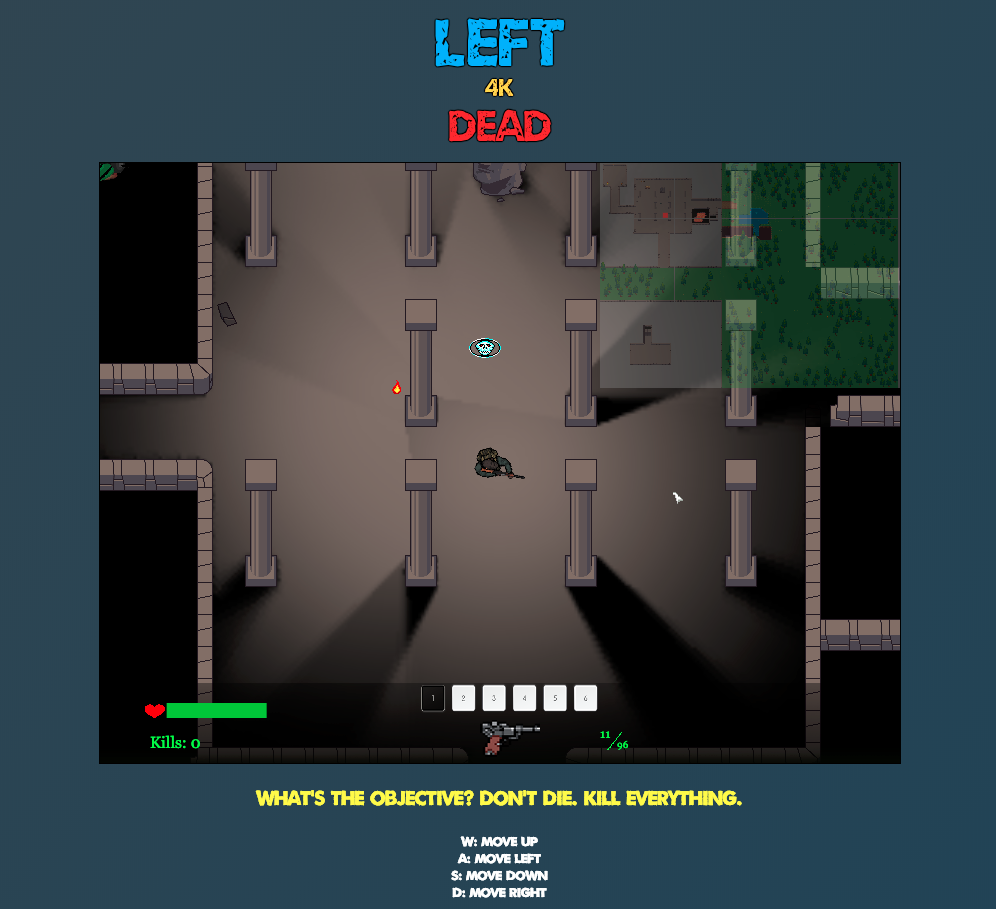 LEFT
4K
DEAD
1 2 3 4 5 6
Kills: 0
11/96
WHAT'S THE OBJECTIVE? DON'T DIE. KILL EVERYTHING.
W: MOVE UP
A: MOVE LEFT
S: MOVE DOWN
D: MOVE RIGHT